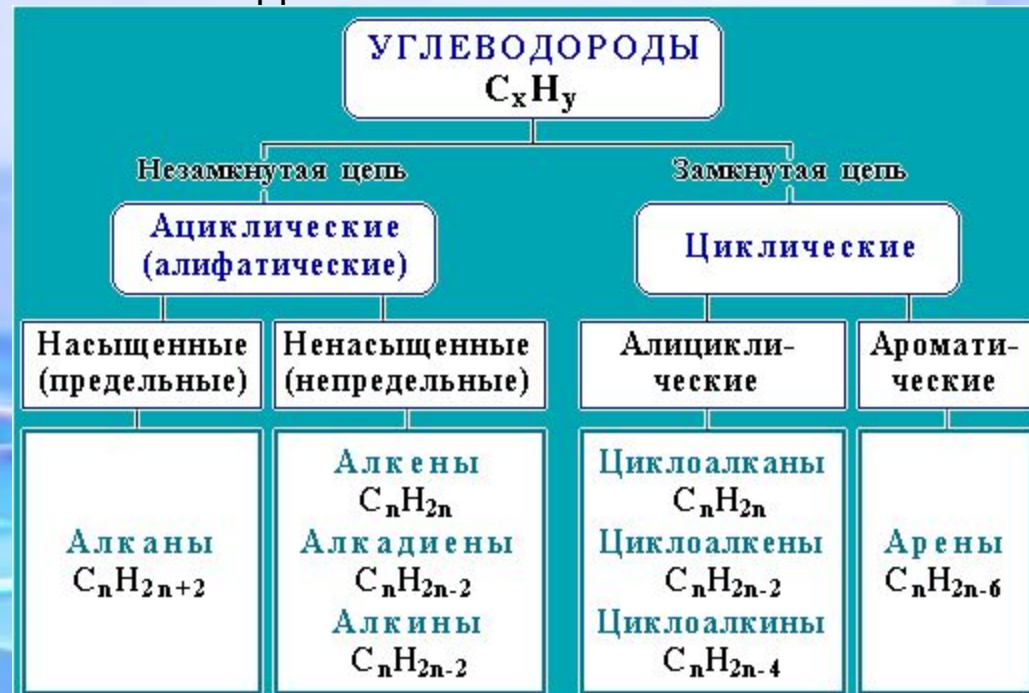 УГЛЕВОДОРОДЫ
CxHy
Незамкнутая цепь
Замкнутая цепь
Ациклические
(алифатические)
Циклические
Насыщенные
(предельные)
Ненасыщенные
(непредельные)
Алицикли-
ческие
Аромати-
ческие
Алканы
CnH2n+2
Алкены
CnH2n
Алкадиены
CnH2n-2
Алкины
CnH2n-2
Циклоалканы
CnH2n
Циклоалкены
CnH2n-2
Циклоалкины
CnH2n-4
Арены
CnH2n-6